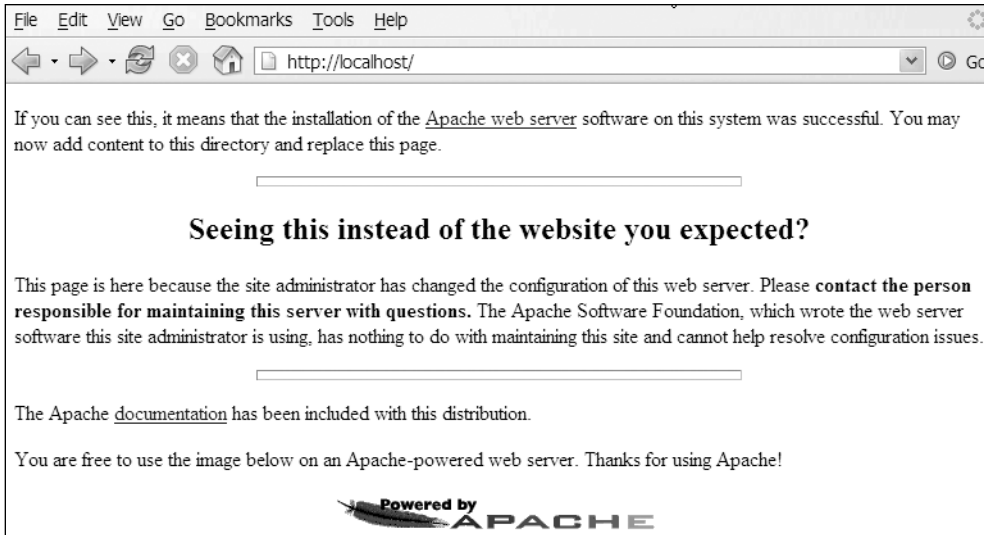 File Edit View Go Bookmarks Tools Help
http://localhost/ Go
If you can see this, it means that the installation of the Apache web server software on this system was successful. You may
now add content to this directory and replace this page.
Seeing this instead of the website you expected?
This page is here because the site administrator has changed the configuration of this web server. Please contact the person
responsible for maintaining this server with questions. The Apache Software Foundation, which wrote the web server
software this site administrator is using, has nothing to do with maintaining this site and cannot help resolve configuration issues.
The Apache documentation has been included with this distribution.
You are free to use the image below on an Apache-powered web server. Thanks for using Apache!
Powered by
APACHE